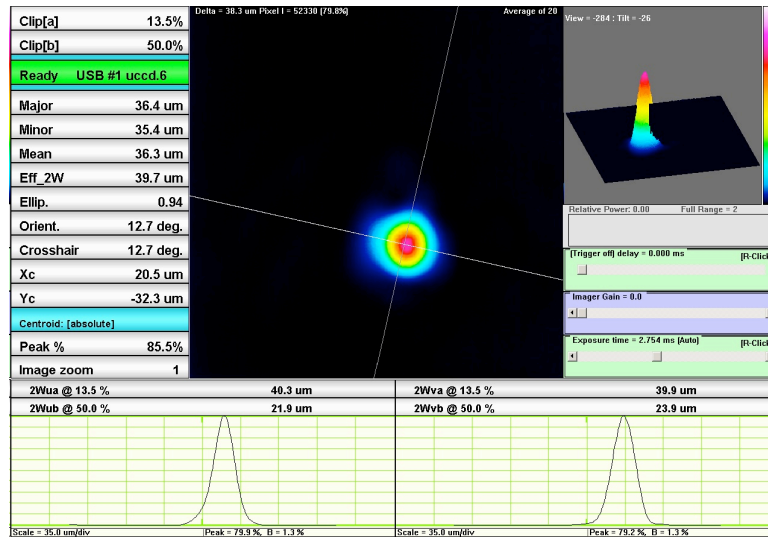 Clip[a] 13.5%
Clip[b] 50.0%
Ready USB #1 uccd.6
Major 36.4 um
Minor 35.4 um
Mean 36.3 um
Eff_2W 39.7 um
Ellip. 0.94
Orient. 12.7 deg.
Crosshair 12.7 deg.
Xc 20.5 um
Yc -32.3 um
Centroid: [absolute]
Peak % 85.5%
Image zoom 1
Delta = 38.3 um Pixel I = 52330 (79.8%) Average of 20
View = -284 : Tilt = -26
Relative Power: 0.00 Full Range = 2
[Trigger off] delay = 0.000 ms [R-Click
Imager Gain = 0.0
Exposure time = 2.754 ms [Auto] [R-Click
2Wua @ 13.5 % 40.3 um 2Wva @ 13.5 % 39.9 um
2Wub @ 50.0 % 21.9 um 2Wvb @ 50.0 % 23.9 um
Scale = 35.0 um/div Peak = 79.9 %, B = 1.3 % Scale = 35.0 um/div Peak = 79.2 %, B = 1.3 %